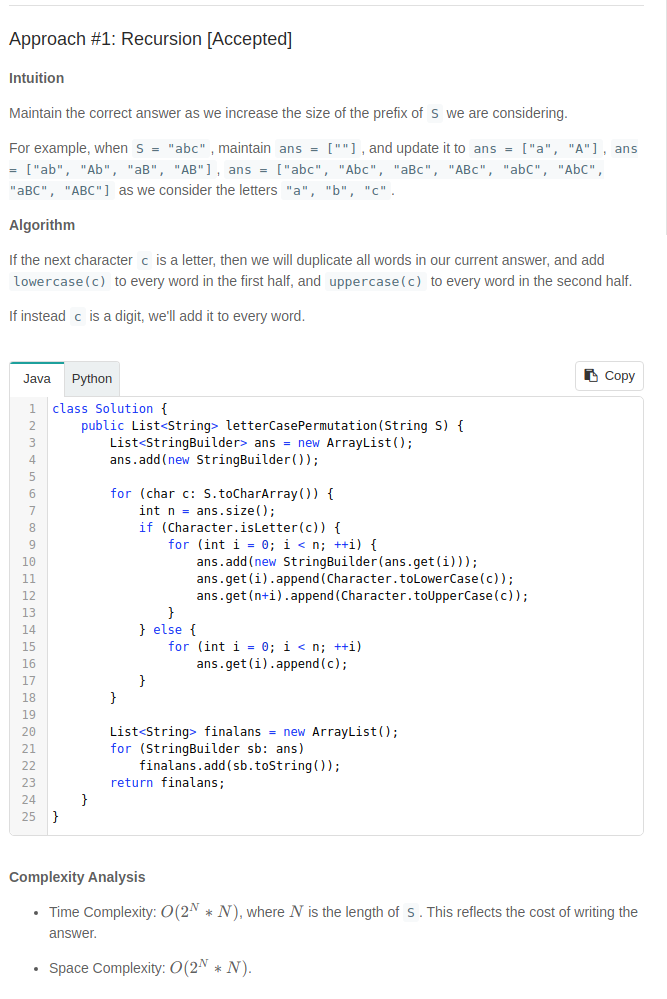 Approach #1: Recursion [Accepted]
Intuition
Maintain the correct answer as we increase the size of the prefix of S we are considering.
For example, when S = "abc", maintain ans = [""], and update it to ans = ["a", "A"], ans
= ["ab", "Ab", "aB", "AB"], ans = ["abc", "Abc", "aBc", "ABc", "abC", "AbC",
"aBC", "ABC"] as we consider the letters "a", "b", "c".
Algorithm
If the next character c is a letter, then we will duplicate all words in our current answer, and add
lowercase(c) to every word in the first half, and uppercase(c) to every word in the second half.
If instead c is a digit, we'll add it to every word.
Java Python Copy
1 class Solution {
2     public List<String> letterCasePermutation(String S) {
3         List<StringBuilder> ans = new ArrayList();
4         ans.add(new StringBuilder());
5
6         for (char c: S.toCharArray()) {
7             int n = ans.size();
8             if (Character.isLetter(c)) {
9                 for (int i = 0; i < n; ++i) {
10                     ans.add(new StringBuilder(ans.get(i)));
11                     ans.get(i).append(Character.toLowerCase(c));
12                     ans.get(n+i).append(Character.toUpperCase(c));
13                 }
14             } else {
15                 for (int i = 0; i < n; ++i)
16                     ans.get(i).append(c);
17             }
18         }
19
20         List<String> finalans = new ArrayList();
21         for (StringBuilder sb: ans)
22             finalans.add(sb.toString());
23         return finalans;
24     }
25 }
Complexity Analysis
• Time Complexity: O(2^N * N), where N is the length of S. This reflects the cost of writing the
answer.
• Space Complexity: O(2^N * N).